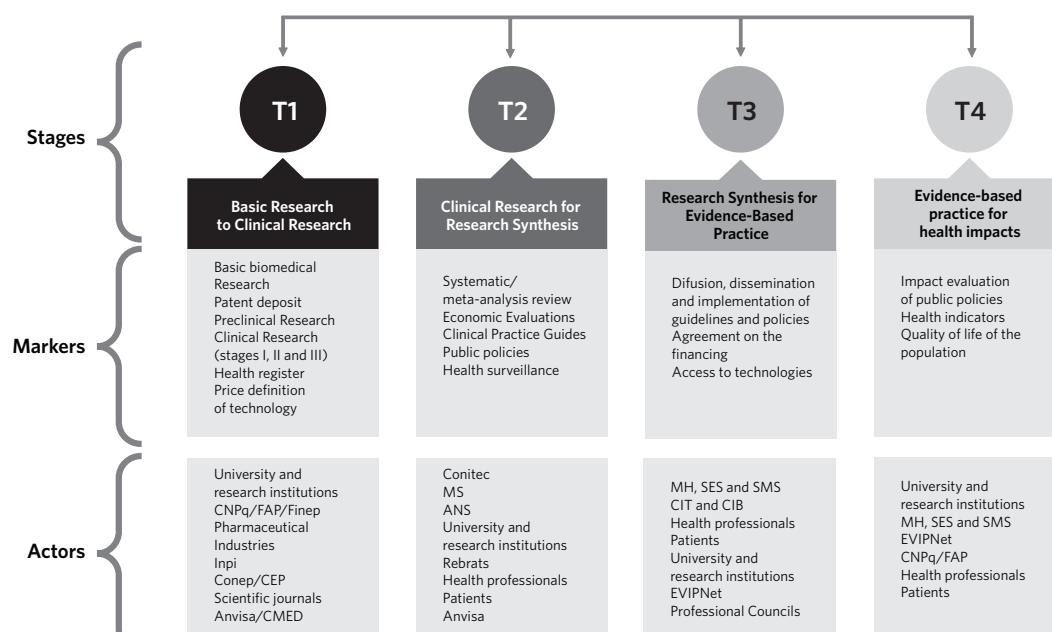 T1
T2
T3
T4
Stages
Basic Research
to Clinical Research
Clinical Research for
Research Synthesis
Research Synthesis for
Evidence-Based
Practice
Evidence-based
practice for
health impacts
Markers
Basic biomedical
Research
Patent deposit
Preclinical Research
Clinical Research
(stages I, II and III)
Health register
Price definition
of technology
Systematic/
meta-analysis review
Economic Evaluations
Clinical Practice Guides
Public policies
Health surveillance
Difusion, dissemination
and implementation of
guidelines and policies
Agreement on the
financing
Access to technologies
Impact evaluation
of public policies
Health indicators
Quality of life of the
population
Actors
University and
research institutions
CNPq/FAP/Finep
Pharmaceutical
Industries
Inpi
Conep/CEP
Scientific journals
Anvisa/CMED
Conitec
MS
ANS
University and
research institutions
Rebrats
Health professionals
Patients
Anvisa
MH, SES and SMS
CIT and CIB
Health professionals
Patients
University and
research institutions
EVIPNet
Professional Councils
University and
research institutions
MH, SES and SMS
EVIPNet
CNPq/FAP
Health professionals
Patients